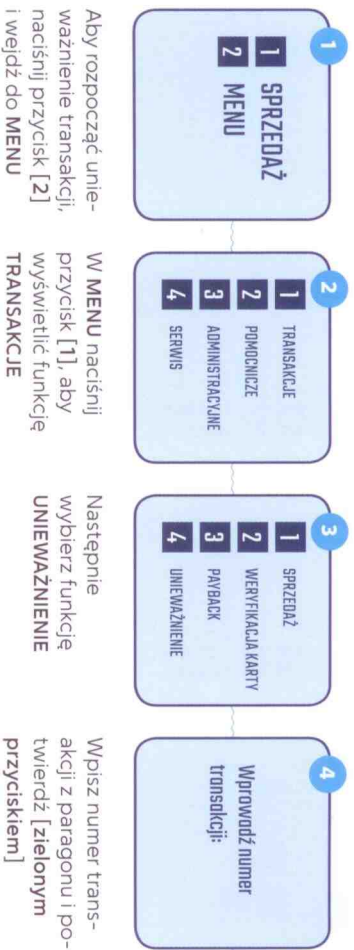 1
1 SPRZEDAŻ
2 MENU
Aby rozpocząć unie-
ważnienie transakcji,
naciśnij przycisk [2]
i wejdź do MENU
2
1 TRANSAKCJE
2 POMOCNICZE
3 ADMINISTRACYJNE
4 SERWIS
W MENU naciśnij
przycisk [1], aby
wyświetlić funkcję
TRANSAKCJE
3
1 SPRZEDAŻ
2 WERYFIKACJA KARTY
3 PAYBACK
4 UNIEWAŻNIENIE
Następnie
wybierz funkcję
UNIEWAŻNIENIE
4
Wprowadź numer
transakcji:
Wpisz numer trans-
akcji z paragonu i po-
twierdź [zielonym
przyciskiem]